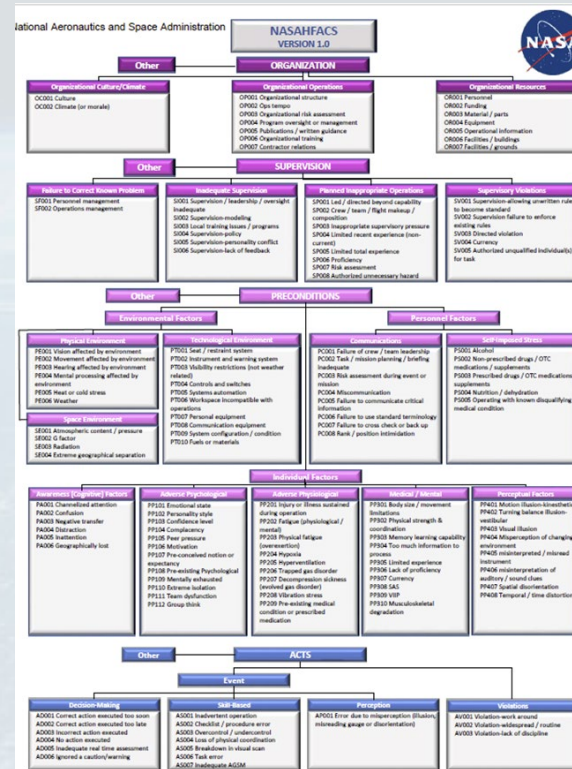 National Aeronautics and Space Administration
NASAHFACS
VERSION 1.0
NASA
Other
ORGANIZATION
Organizational Culture/Climate
OC001 Culture
OC002 Climate (or morale)
Organizational Operations
OP001 Organizational structure
OP002 Ops tempo
OP003 Organizational risk assessment
OP004 Program oversight or management
OP005 Publications / written guidance
OP006 Organizational training
OP007 Contractor relations
Organizational Resources
OR001 Personnel
OR002 Funding
OR003 Material / parts
OR004 Equipment
OR005 Operational information
OR006 Facilities / buildings
OR007 Facilities / grounds
Other
SUPERVISION
Failure to Correct Known Problem
SF001 Personnel management
SF002 Operations management
Inadequate Supervision
SI001 Supervision / leadership / oversight
inadequate
SI002 Supervision-modeling
SI003 Local training issues / programs
SI004 Supervision-policy
SI005 Supervision-personality conflict
SI006 Supervision-lack of feedback
Planned Inappropriate Operations
SP001 Led / directed beyond capability
SP002 Crew / team / flight makeup /
composition
SP003 Inappropriate supervisory pressure
SP004 Limited recent experience (non-
current)
SP005 Limited total experience
SP006 Proficiency
SP007 Risk assessment
SP008 Authorized unnecessary hazard
Supervisory Violations
SV001 Supervision-allowing unwritten rules
to become standard
SV002 Supervision failure to enforce
existing rules
SV003 Directed violation
SV004 Currency
SV005 Authorized unqualified individual(s)
for task
Other
PRECONDITIONS
Environmental Factors
Personnel Factors
Physical Environment
PE001 Vision affected by environment
PE002 Movement affected by environment
PE003 Hearing affected by environment
PE004 Mental processing affected by
environment
PE005 Heat or cold stress
PE006 Weather
Space Environment
SE001 Atmospheric content / pressure
SE002 G factor
SE003 Radiation
SE004 Extreme geographical separation
Technological Environment
PT001 Seat / restraint system
PT002 Instrument and warning system
PT003 Visibility restrictions (not weather
related)
PT004 Controls and switches
PT005 Systems automation
PT006 Workspace incompatible with
operations
PT007 Personal equipment
PT008 Communication equipment
PT009 System configuration / condition
PT010 Fuels or materials
Communications
PC001 Failure of crew / team leadership
PC002 Task / mission planning / briefing
inadequate
PC003 Risk assessment during event or
mission
PC004 Miscommunication
PC005 Failure to communicate critical
information
PC006 Failure to use standard terminology
PC007 Failure to cross check or back up
PC008 Rank / position intimidation
Self-Imposed Stress
PS001 Alcohol
PS002 Non-prescribed drugs / OTC
medications / supplements
PS003 Prescribed drugs / OTC medications /
supplements
PS004 Nutrition / dehydration
PS005 Operating with known disqualifying
medical condition
Individual Factors
Awareness (Cognitive) Factors
PA001 Channelized attention
PA002 Confusion
PA003 Negative transfer
PA004 Distraction
PA005 Inattention
PA006 Geographically lost
Adverse Psychological
PP101 Emotional state
PP102 Personality style
PP103 Confidence level
PP104 Complacency
PP105 Peer pressure
PP106 Motivation
PP107 Pre-conceived notion or
expectancy
PP108 Pre-existing Psychological
PP109 Mentally exhausted
PP110 Extreme isolation
PP111 Team dysfunction
PP112 Group think
Adverse Physiological
PP201 Injury or illness sustained
during operation
PP202 Fatigue (physiological /
mental)
PP203 Physical fatigue
(overexertion)
PP204 Hypoxia
PP205 Hyperventilation
PP206 Trapped gas disorder
PP207 Decompression sickness
(evolved gas disorder)
PP208 Vibration stress
PP209 Pre-existing medical
condition or prescribed
medication
Medical / Mental
PP301 Body size / movement
limitations
PP302 Physical strength &
coordination
PP303 Memory learning capability
PP304 Too much information to
process
PP305 Limited experience
PP306 Lack of proficiency
PP307 Currency
PP308 SAS
PP309 VIIP
PP310 Musculoskeletal
degradation
Perceptual Factors
PP401 Motion illusion-kinesthetic
PP402 Turning balance illusion-
vestibular
PP403 Visual illusion
PP404 Misperception of changing
environment
PP405 misinterpreted / misread
instrument
PP406 misinterpretation of
auditory / sound clues
PP407 Spatial disorientation
PP408 Temporal / time distortion
Other
ACTS
Event
Decision-Making
AD001 Correct action executed too soon
AD002 Correct action executed too late
AD003 Incorrect action executed
AD004 No action executed
AD005 Inadequate real time assessment
AD006 Ignored a caution/warning
Skill-Based
AS001 Inadvertent operation
AS002 Checklist / procedure error
AS003 Overcontrol / undercontrol
AS004 Loss of physical coordination
AS005 Breakdown in visual scan
AS006 Task error
AS007 Inadequate AGSM
Perception
AP001 Error due to misperception (illusion,
misreading gauge or disorientation)
Violations
AV001 Violation-work around
AV002 Violation-widespread / routine
AV003 Violation-lack of discipline